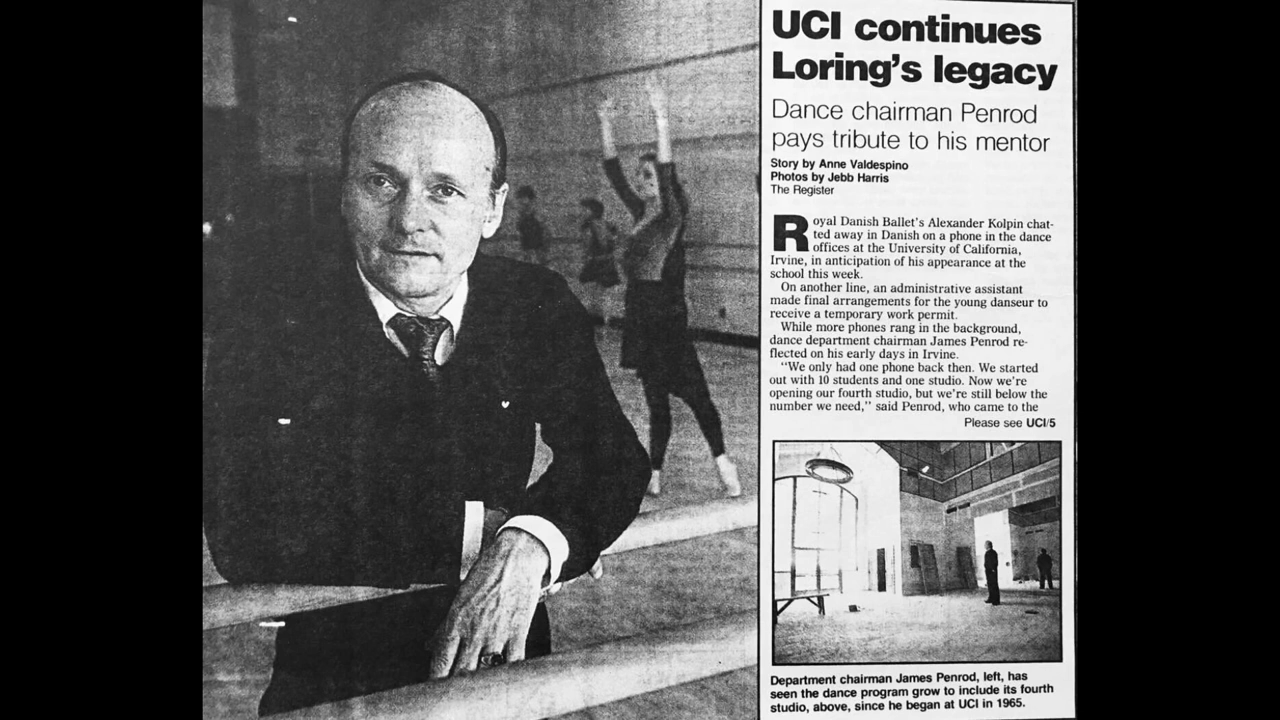 UCI continues
Loring's legacy
Dance chairman Penrod
pays tribute to his mentor
Story by Anne Valdespino
Photos by Jebb Harris
The Register
Royal Danish Ballet's Alexander Kolpin chat-
ted away in Danish on a phone in the dance
offices at the University of California,
Irvine, in anticipation of his appearance at the
school this week.
On another line, an administrative assistant
made final arrangements for the young danseur to
receive a temporary work permit.
While more phones rang in the background,
dance department chairman James Penrod re-
flected on his early days in Irvine.
"We only had one phone back then. We started
out with 10 students and one studio. Now we're
opening our fourth studio, but we're still below the
number we need," said Penrod, who came to the
Please see UCI/5
Department chairman James Penrod, left, has
seen the dance program grow to include its fourth
studio, above, since he began at UCI in 1965.